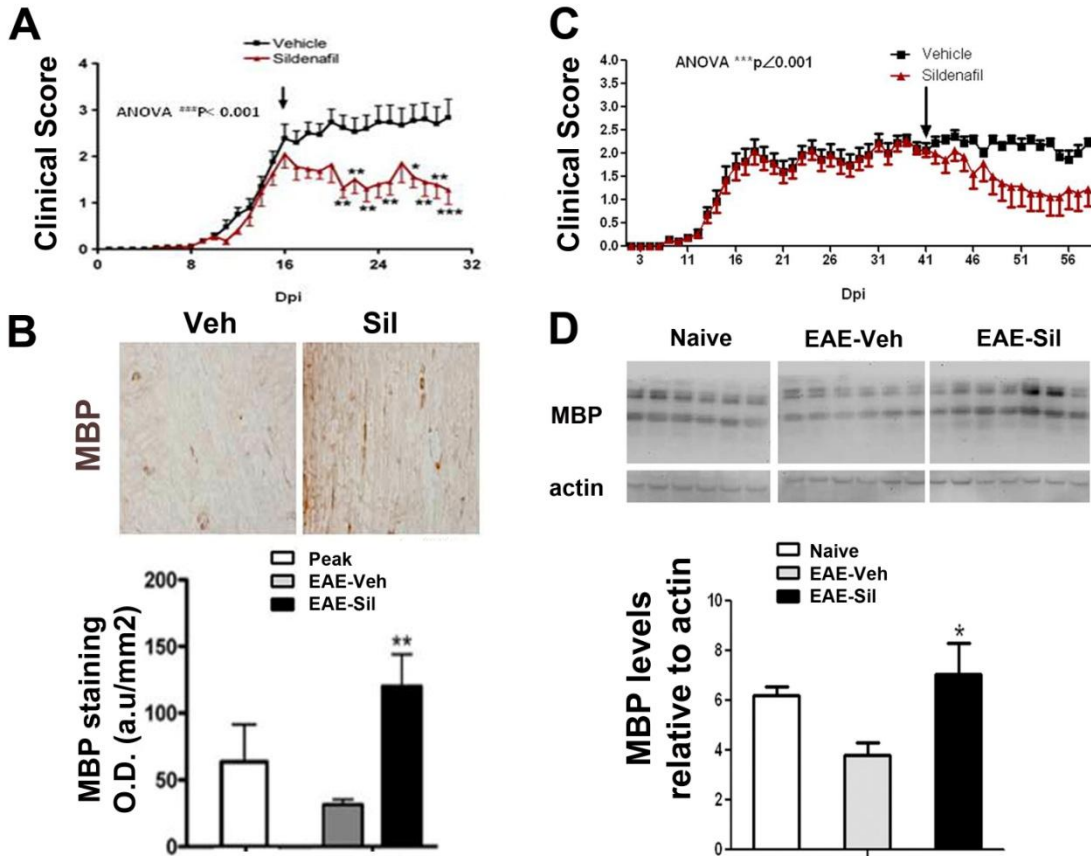 A
Vehicle
Sildenafil
ANOVA ***P< 0.001
Clinical Score
4
3
2
1
0
0
8
16
24
32
**
**
**
**
*
**
**
***
Dpi
C
Vehicle
Sildenafil
ANOVA ***p∠0.001
Clinical Score
4.0
3.5
3.0
2.5
2.0
1.5
1.0
0.5
0.0
3
11
16
21
26
31
36
41
46
51
56
Dpi
B
Veh
Sil
MBP
Peak
EAE-Veh
EAE-Sil
MBP staining
O.D. (a.u/mm2)
200
150
100
50
0
**
D
Naive
EAE-Veh
EAE-Sil
MBP
actin
Naive
EAE-Veh
EAE-Sil
MBP levels
relative to actin
8
6
4
2
0
*